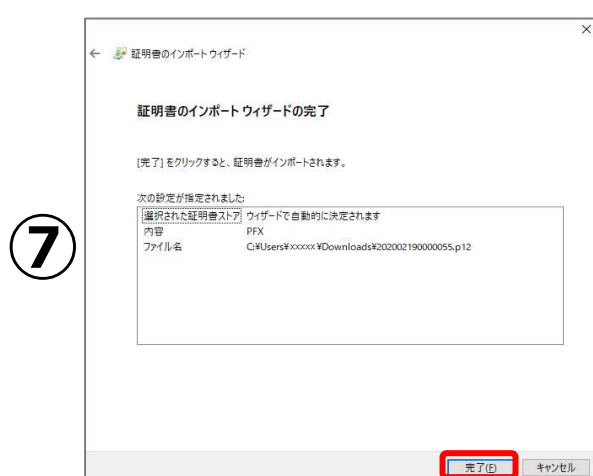 証明書のインポート ウィザード
証明書のインポート ウィザードの完了
[完了] をクリックすると、証明書がインポートされます。
次の設定が指定されました:
選択された証明書ストア ウィザードで自動的に決定されます
内容 PFX
ファイル名 C:¥Users¥xxxxx¥Downloads¥202002190000055.p12
⑦
完了(F) キャンセル